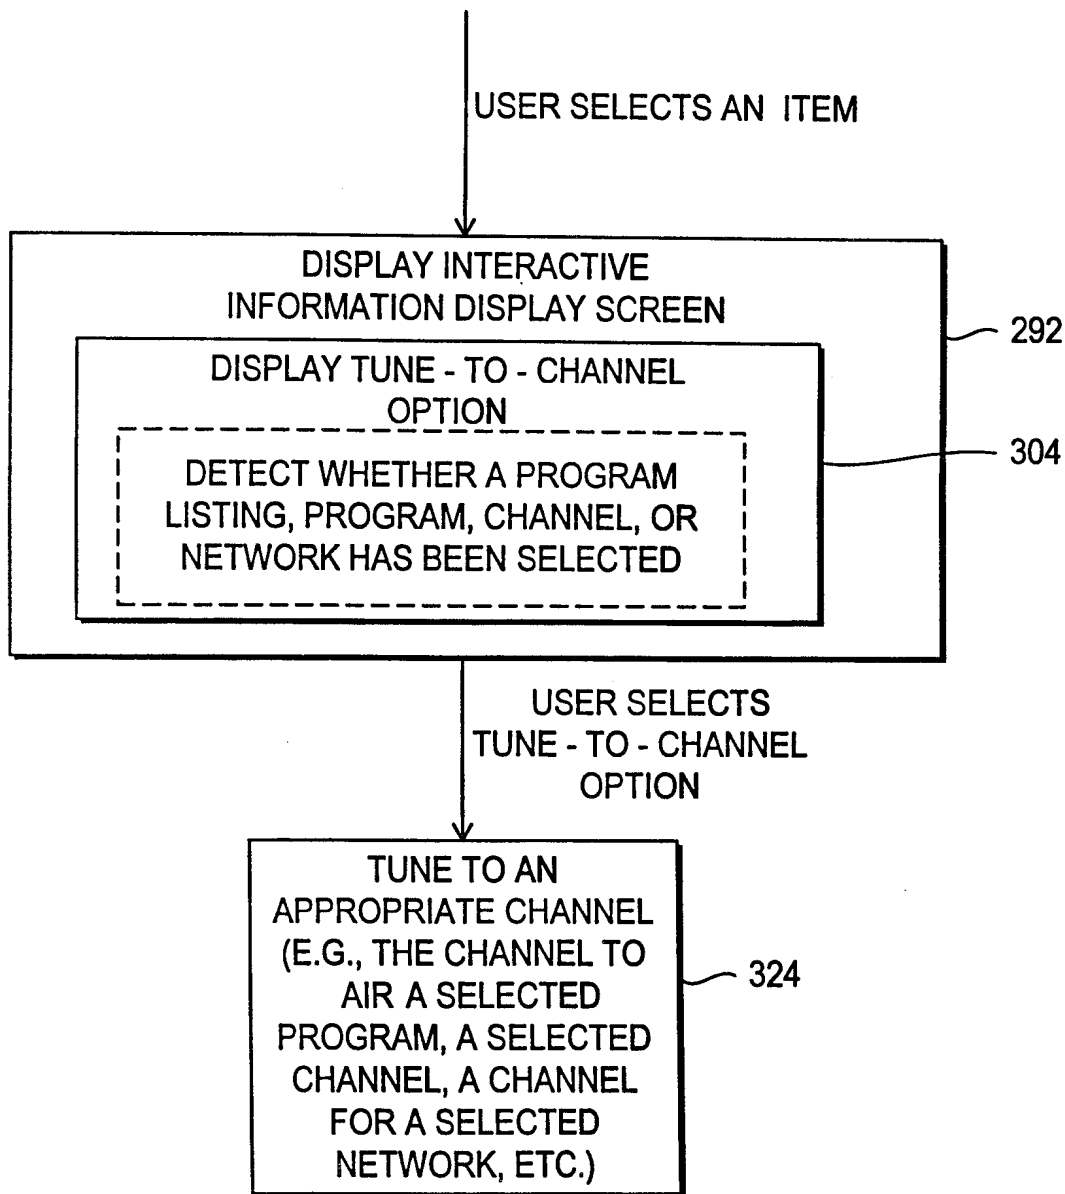 USER SELECTS AN ITEM
DISPLAY INTERACTIVE
INFORMATION DISPLAY SCREEN
292
DISPLAY TUNE - TO - CHANNEL
OPTION
304
DETECT WHETHER A PROGRAM
LISTING, PROGRAM, CHANNEL, OR
NETWORK HAS BEEN SELECTED
USER SELECTS
TUNE - TO - CHANNEL
OPTION
TUNE TO AN
APPROPRIATE CHANNEL
(E.G., THE CHANNEL TO
AIR A SELECTED
PROGRAM, A SELECTED
CHANNEL, A CHANNEL
FOR A SELECTED
NETWORK, ETC.)
324